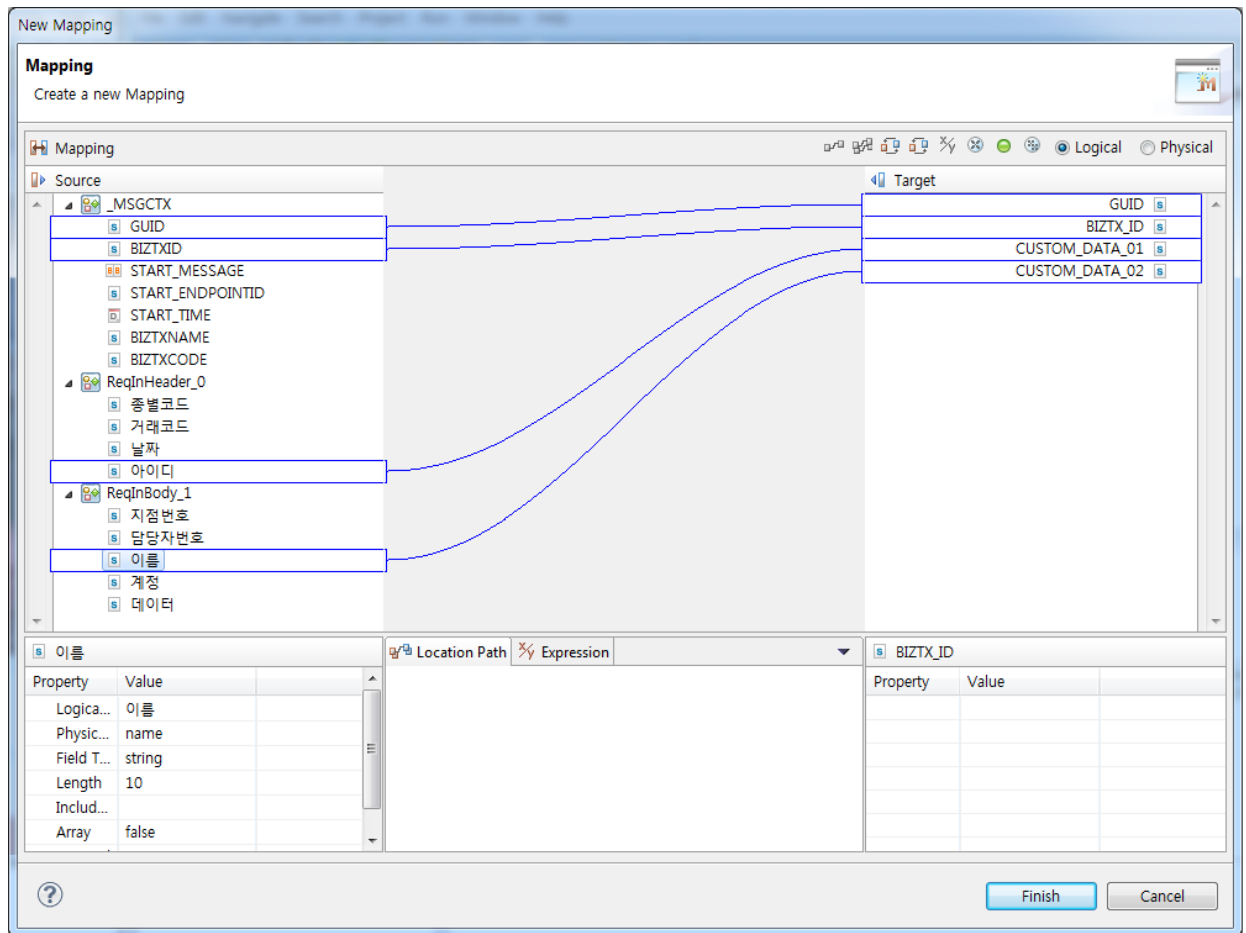 New Mapping
Mapping
Create a new Mapping
Mapping
Logical
Physical
Source
Target
_MSGCTX
GUID
GUID
BIZTXID
BIZTX_ID
START_MESSAGE
CUSTOM_DATA_01
START_ENDPOINTID
CUSTOM_DATA_02
START_TIME
BIZTXNAME
BIZTXCODE
ReqInHeader_0
종별코드
거래코드
날짜
아이디
ReqInBody_1
지점번호
담당자번호
이름
계정
데이터
이름
Location Path
Expression
BIZTX_ID
Property Value
Property Value
Logica... 이름
Physic... name
Field T... string
Length 10
Includ...
Array false
Finish
Cancel